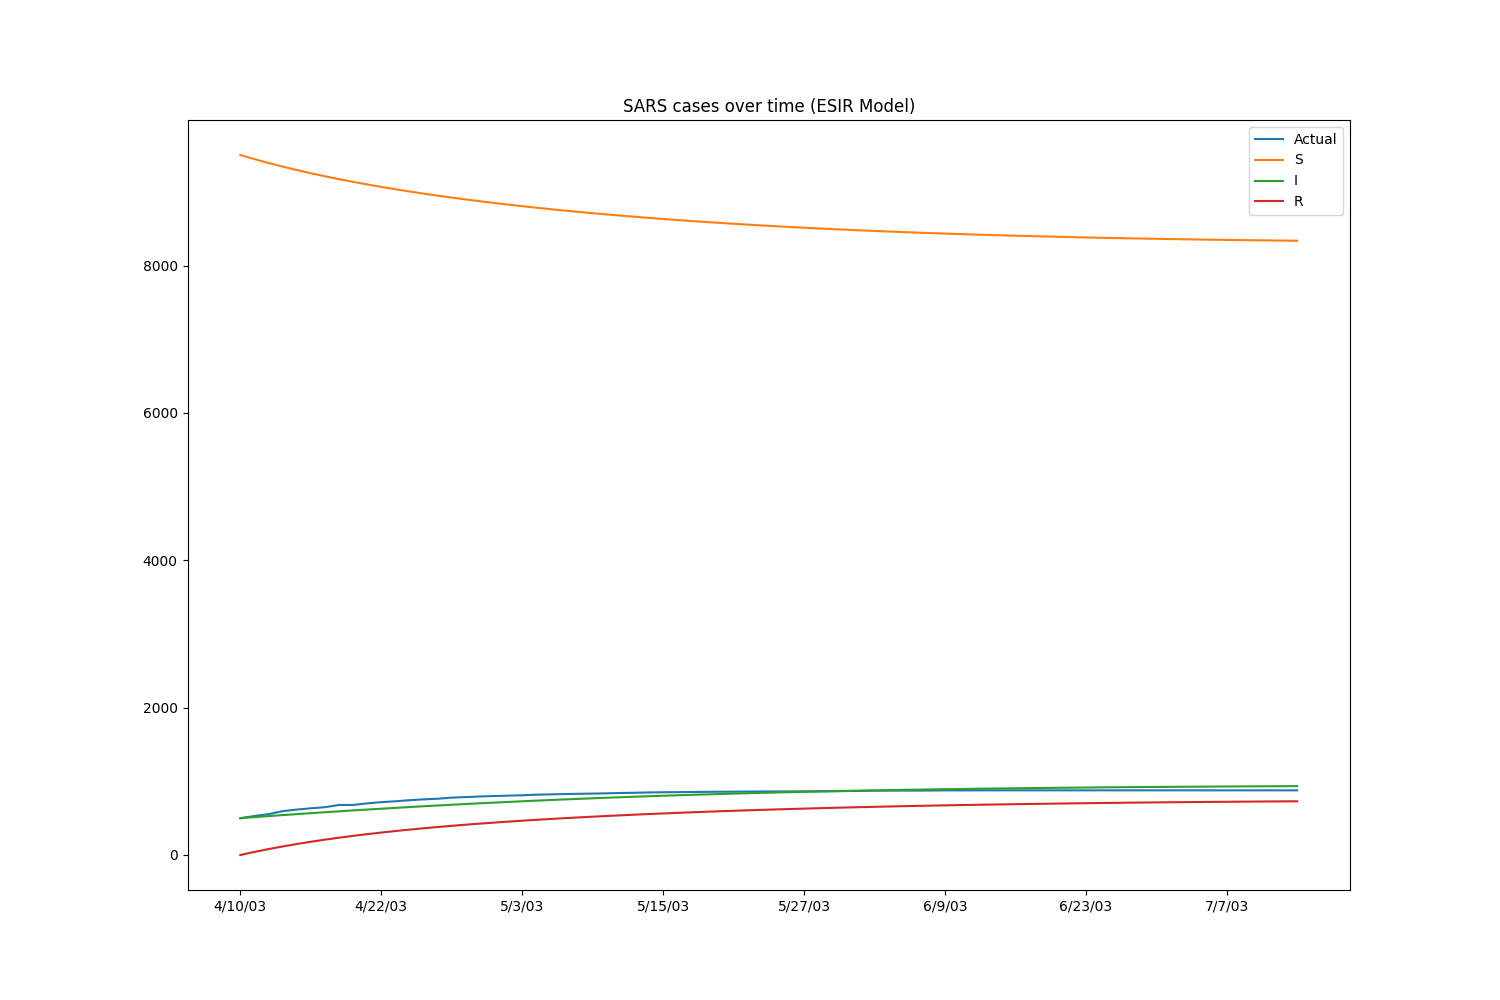 SARS cases over time (ESIR Model)
Actual
S
I
R
8000
6000
4000
2000
0
4/10/03
4/22/03
5/3/03
5/15/03
5/27/03
6/9/03
6/23/03
7/7/03